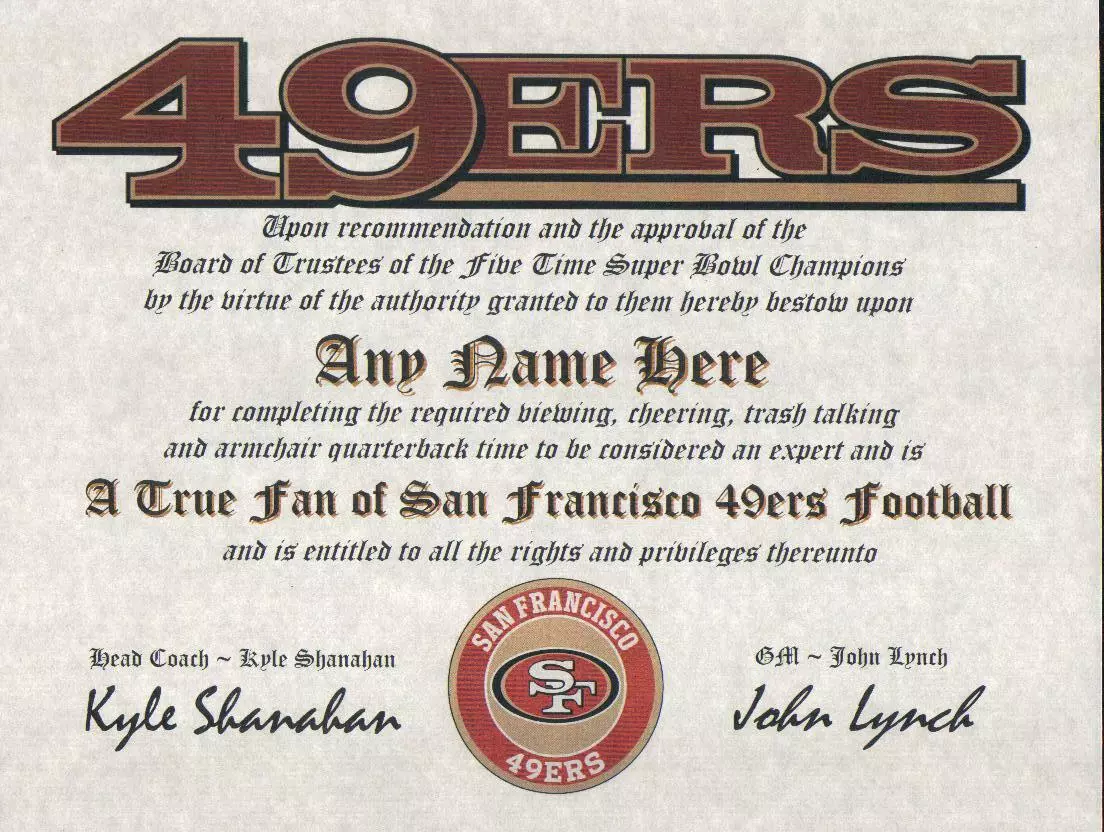 49ERS
Upon recommendation and the approval of the
Board of Trustees of the Five Time Super Bowl Champions
by the virtue of the authority granted to them hereby bestow upon
Any Name Here
for completing the required viewing, cheering, trash talking
and armchair quarterback time to be considered an expert and is
A True Fan of San Francisco 49ers Football
and is entitled to all the rights and privileges thereunto
SAN FRANCISCO
SF
49ERS
Head Coach ~ Kyle Shanahan
Kyle Shanahan
GM ~ John Lynch
John Lynch